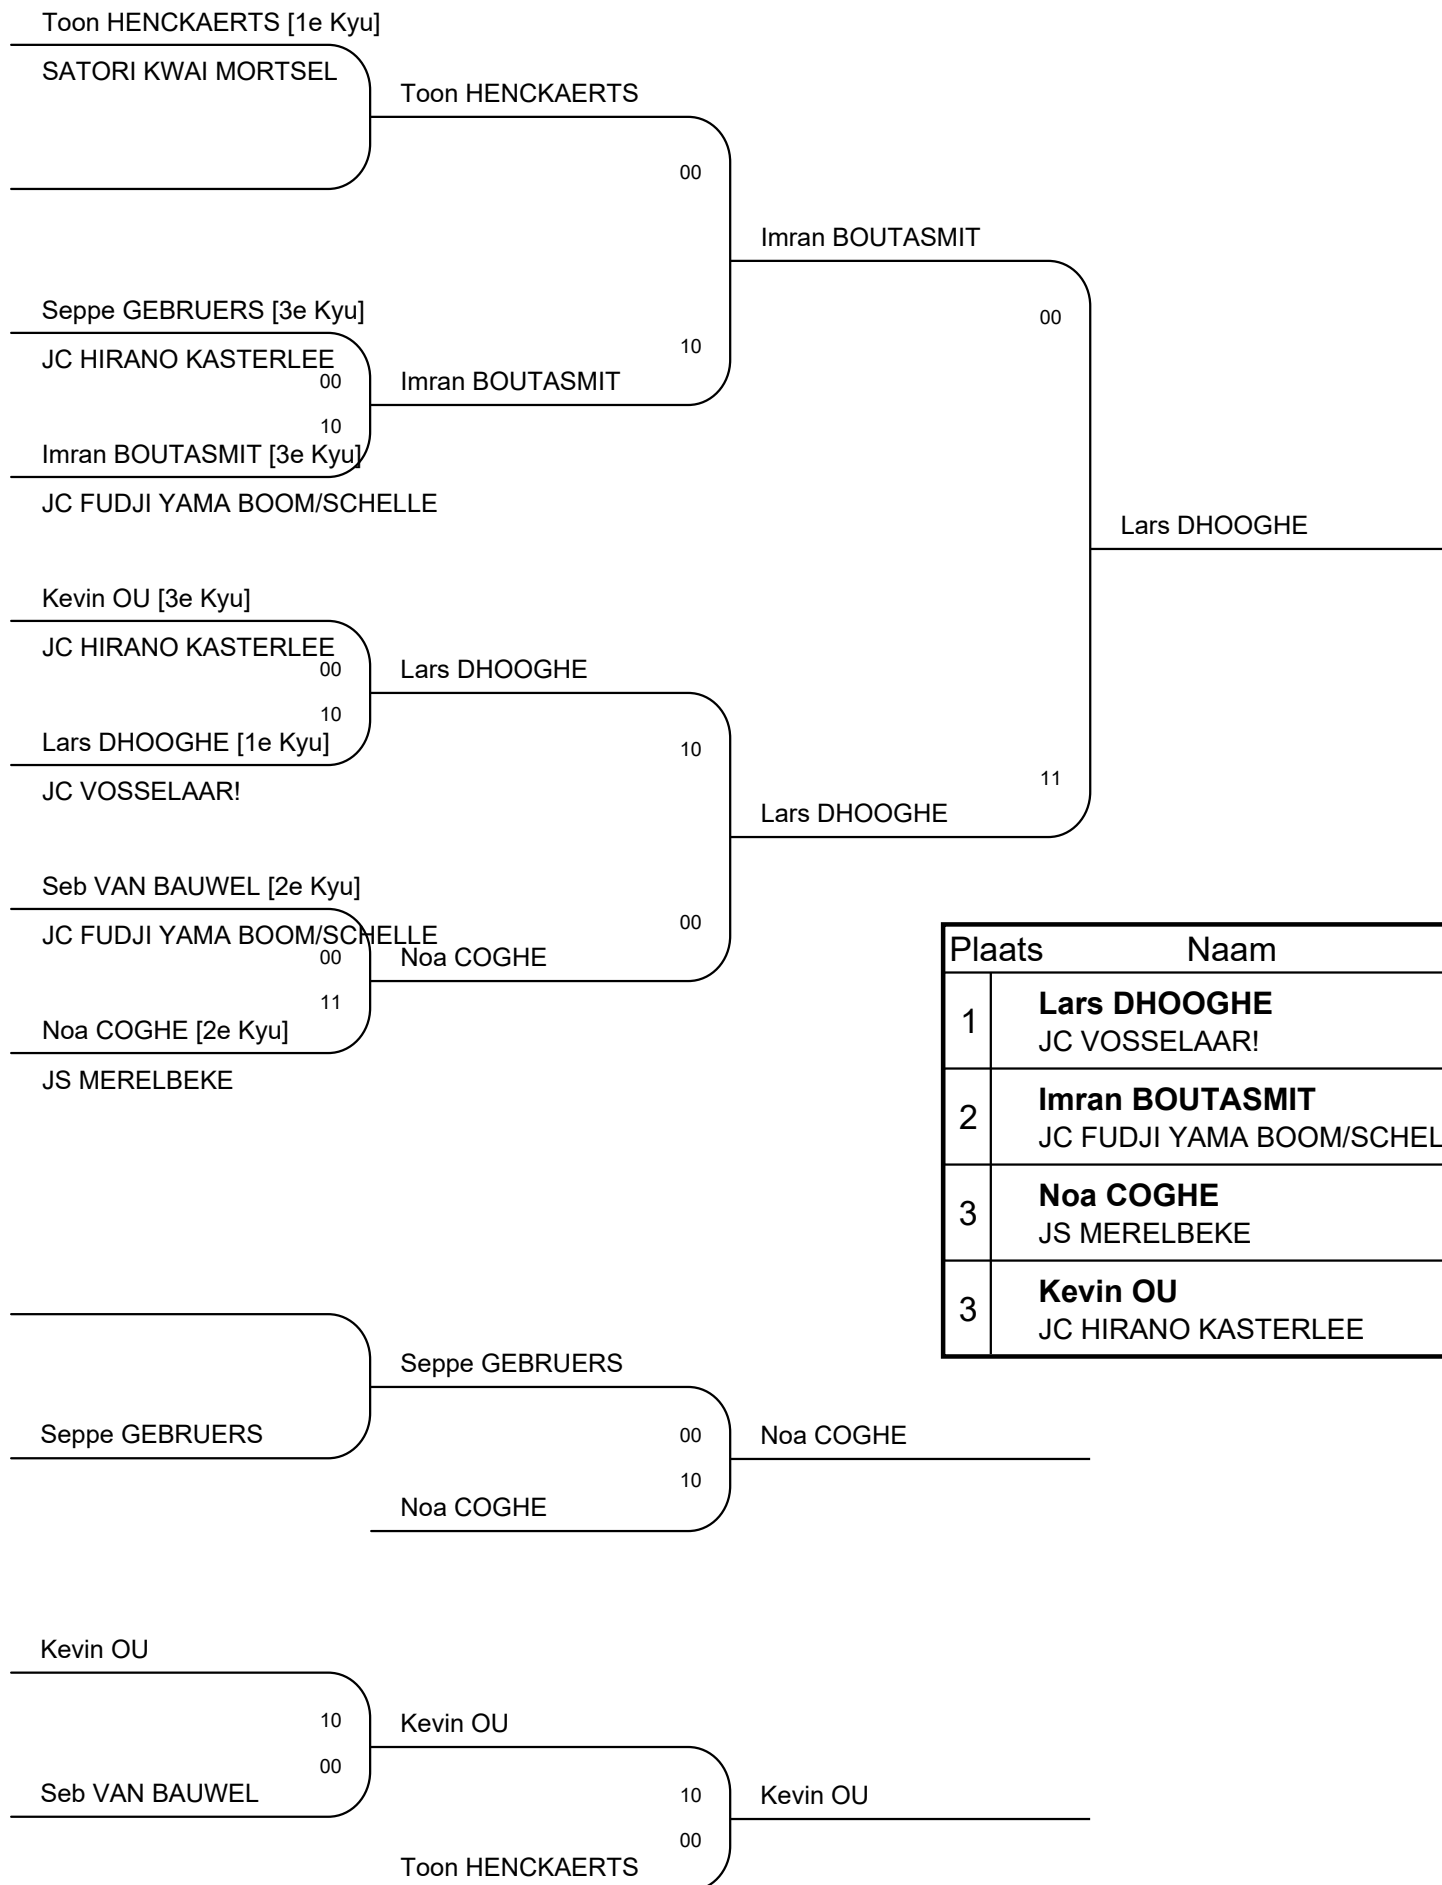 Toon HENCKAERTS [1e Kyu]
SATORI KWAI MORTSEL
Toon HENCKAERTS
00
Imran BOUTASMIT
Seppe GEBRUERS [3e Kyu]
00
10
JC HIRANO KASTERLEE
00
Imran BOUTASMIT
10
Imran BOUTASMIT [3e Kyu]
JC FUDJI YAMA BOOM/SCHELLE
Lars DHOOGHE
Kevin OU [3e Kyu]
JC HIRANO KASTERLEE
00
Lars DHOOGHE
10
Lars DHOOGHE [1e Kyu]
10
JC VOSSELAAR!
11
Lars DHOOGHE
Seb VAN BAUWEL [2e Kyu]
JC FUDJI YAMA BOOM/SCHELLE
00
00
Noa COGHE
11
Noa COGHE [2e Kyu]
JS MERELBEKE
Plaats Naam
1 Lars DHOOGHE
JC VOSSELAAR!
2 Imran BOUTASMIT
JC FUDJI YAMA BOOM/SCHEL
3 Noa COGHE
JS MERELBEKE
3 Kevin OU
JC HIRANO KASTERLEE
Seppe GEBRUERS
Seppe GEBRUERS
00
Noa COGHE
10
Noa COGHE
Kevin OU
10
Kevin OU
00
Seb VAN BAUWEL
10
Kevin OU
00
Toon HENCKAERTS